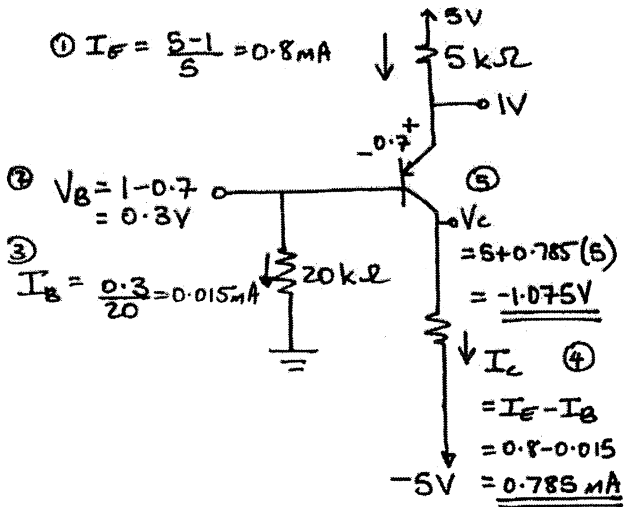 ① I_E = 5-1/5 = 0.8mA
5V
5kΩ
1V
- 0.7 +
② V_B = 1-0.7
= 0.3V
③
I_B = 0.3/20 = 0.015mA
20kΩ
⑤
Vc
= 5+0.785(5)
= -1.075V
I_c ④
= I_E - I_B
= 0.8-0.015
= 0.785 mA
-5V